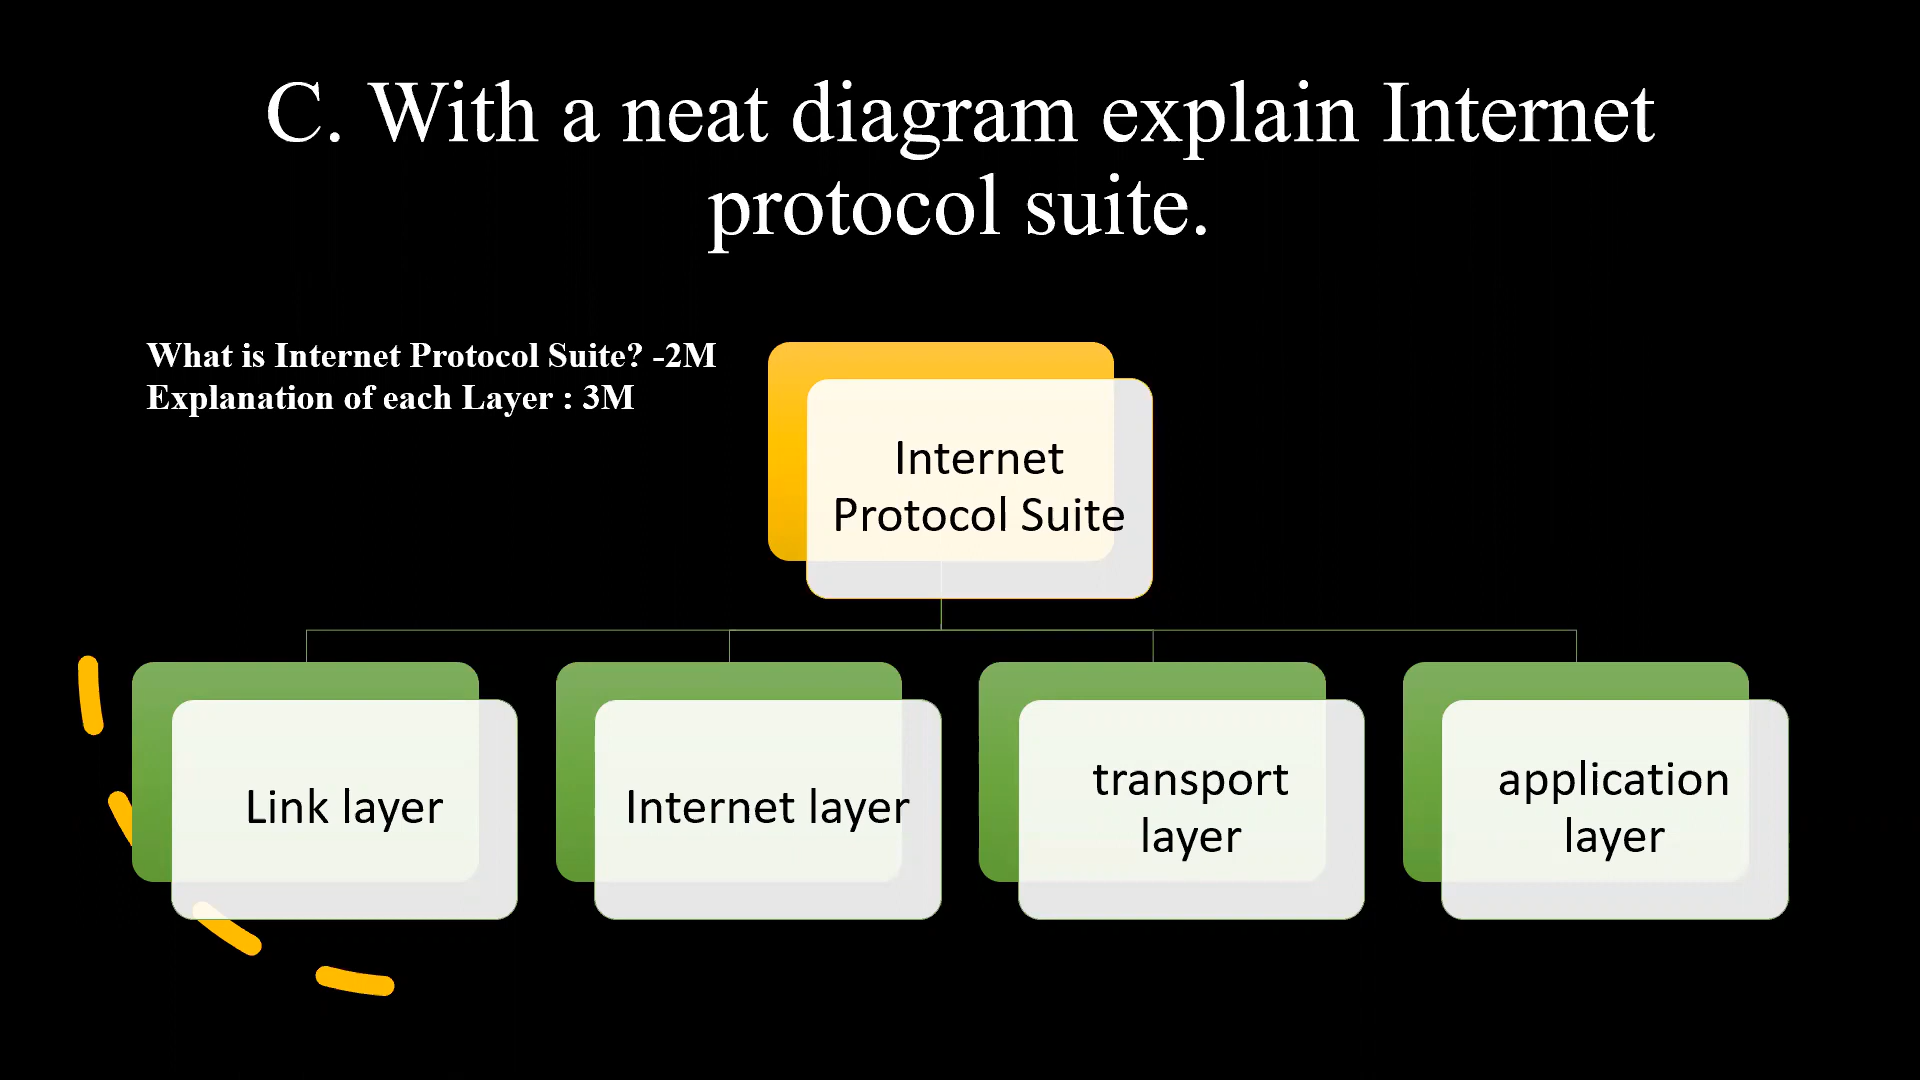 C. With a neat diagram explain Internet
protocol suite.
What is Internet Protocol Suite? -2M
Explanation of each Layer : 3M
Internet
Protocol Suite
Link layer
Internet layer
transport
layer
application
layer